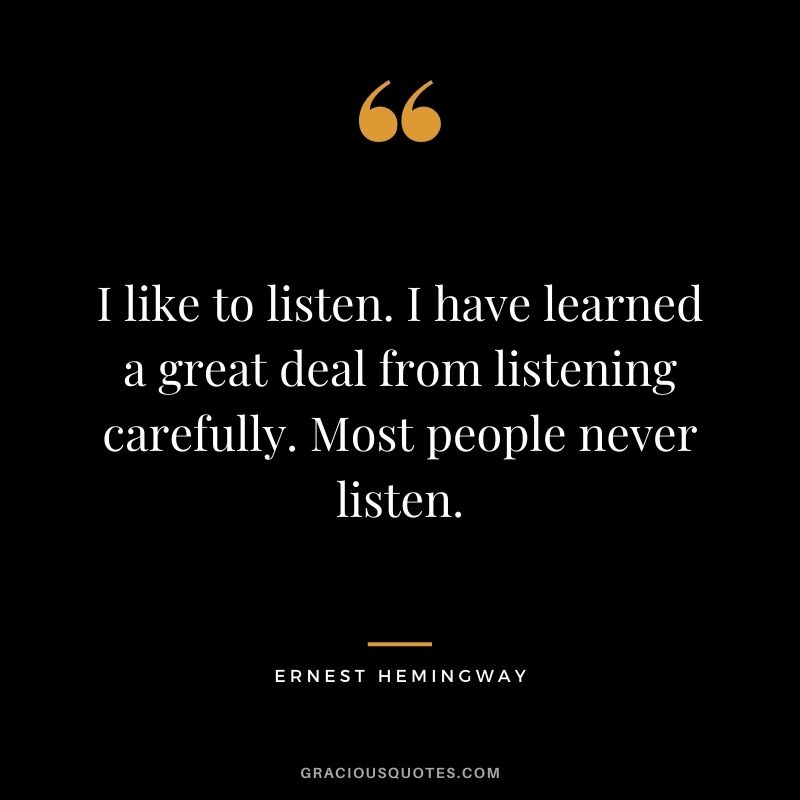 “
I like to listen. I have learned
a great deal from listening
carefully. Most people never
listen.
ERNEST HEMINGWAY
GRACIOUSQUOTES.COM